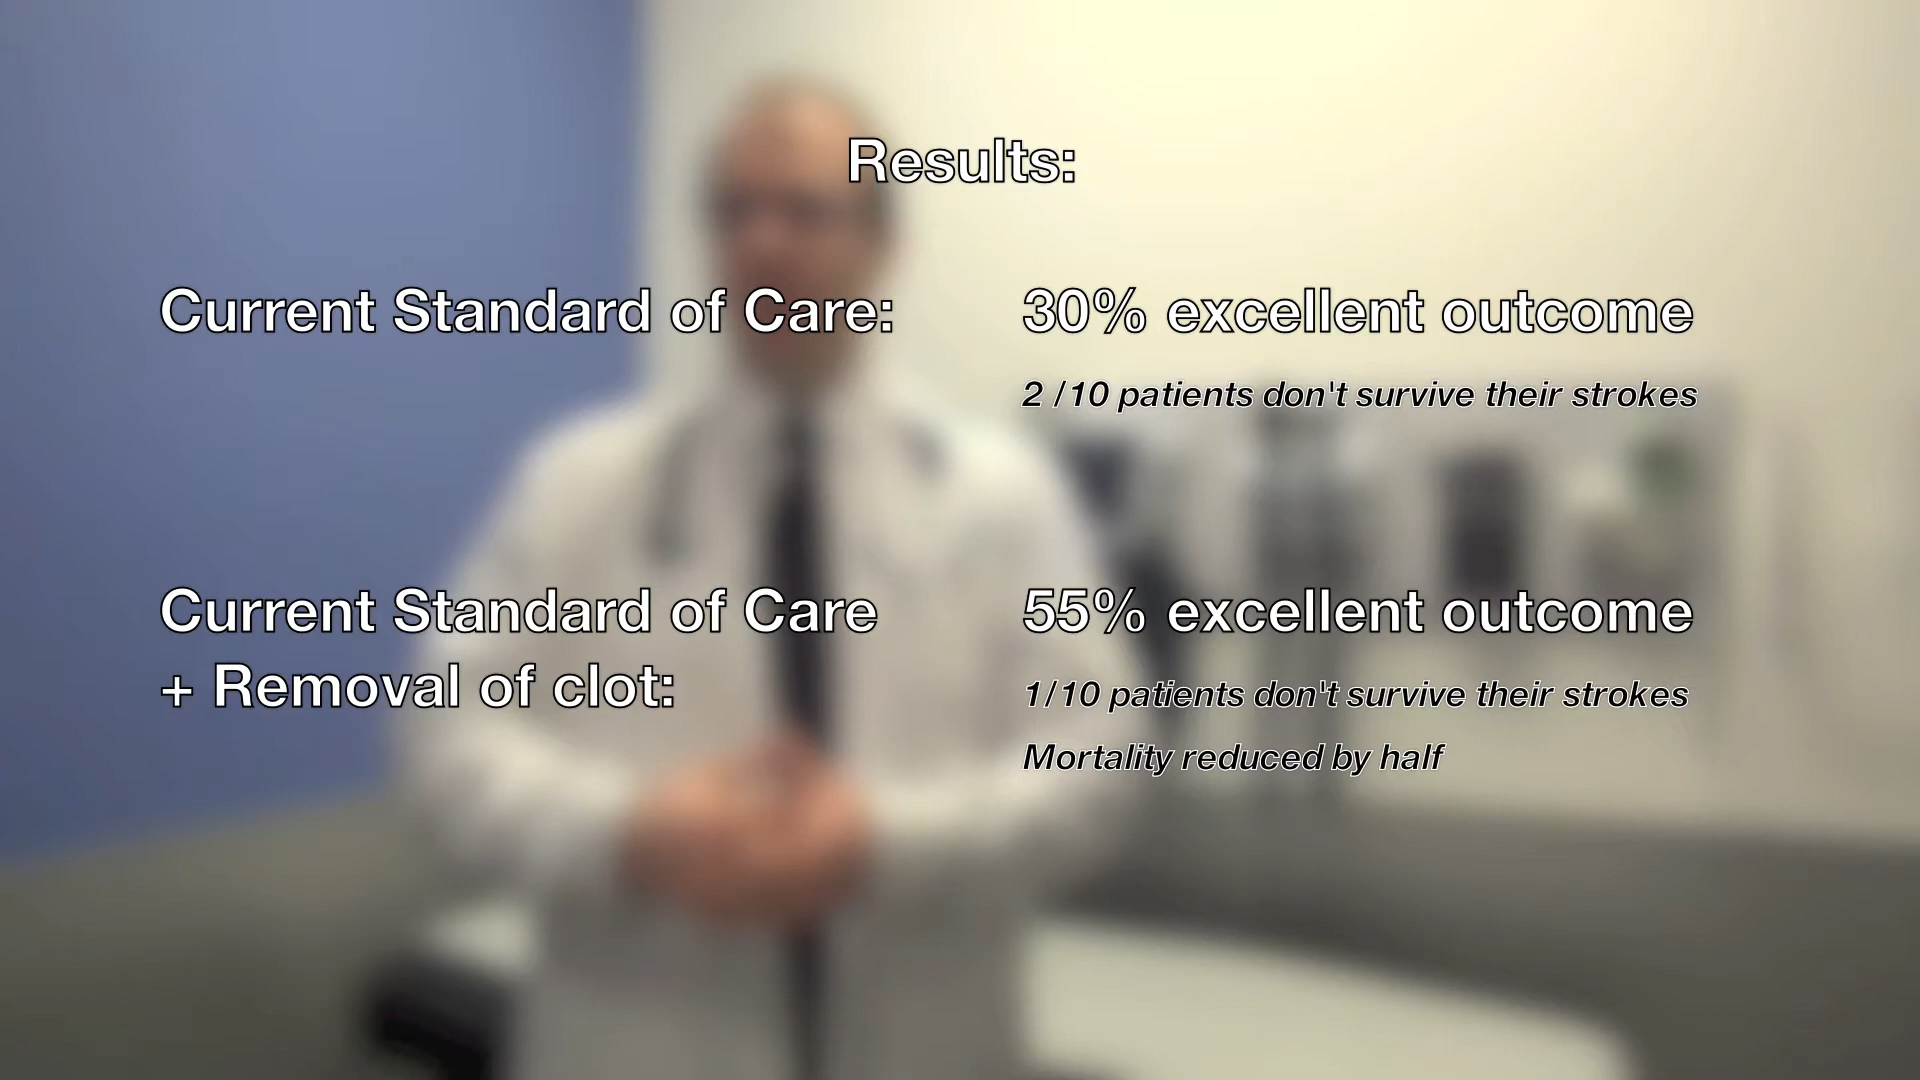 Results:
Current Standard of Care:
30% excellent outcome
2 /10 patients don't survive their strokes
Current Standard of Care
+ Removal of clot:
55% excellent outcome
1/10 patients don't survive their strokes
Mortality reduced by half